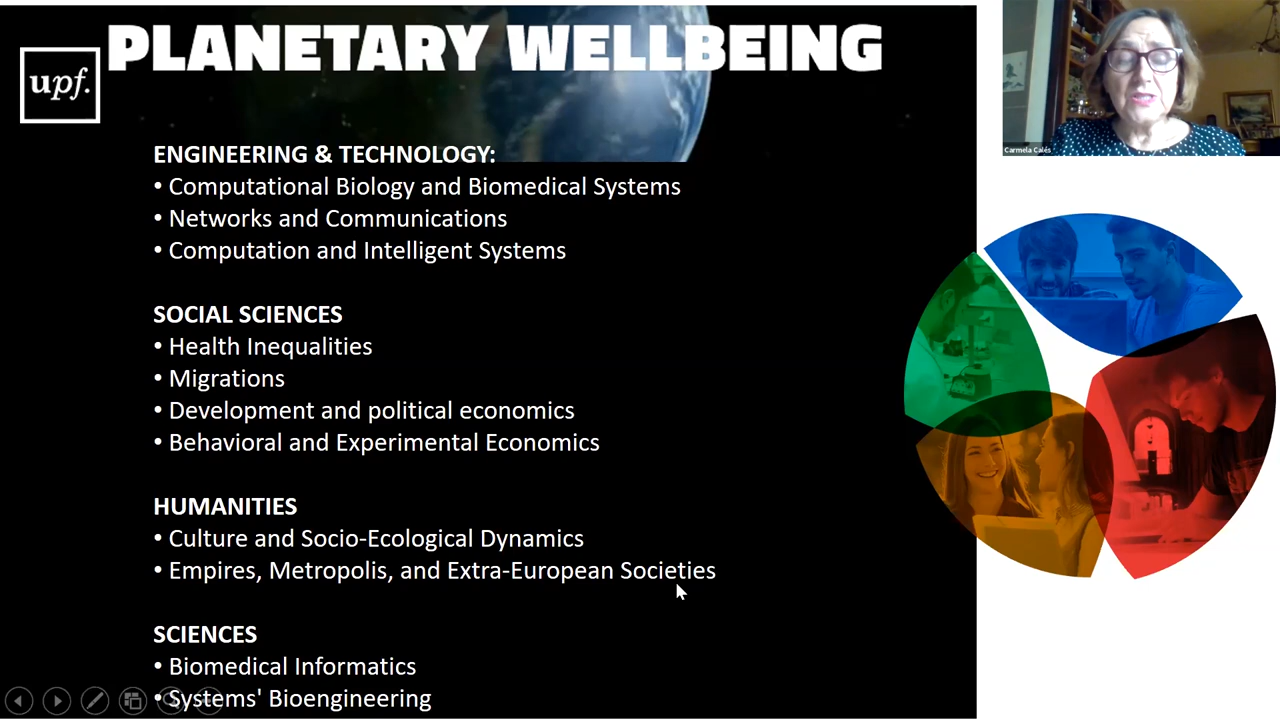 PLANETARY WELLBEING
upf.
ENGINEERING & TECHNOLOGY:
• Computational Biology and Biomedical Systems
• Networks and Communications
• Computation and Intelligent Systems
SOCIAL SCIENCES
• Health Inequalities
• Migrations
• Development and political economics
• Behavioral and Experimental Economics
HUMANITIES
• Culture and Socio-Ecological Dynamics
• Empires, Metropolis, and Extra-European Societies
SCIENCES
• Biomedical Informatics
• Systems' Bioengineering
Carmela Calés